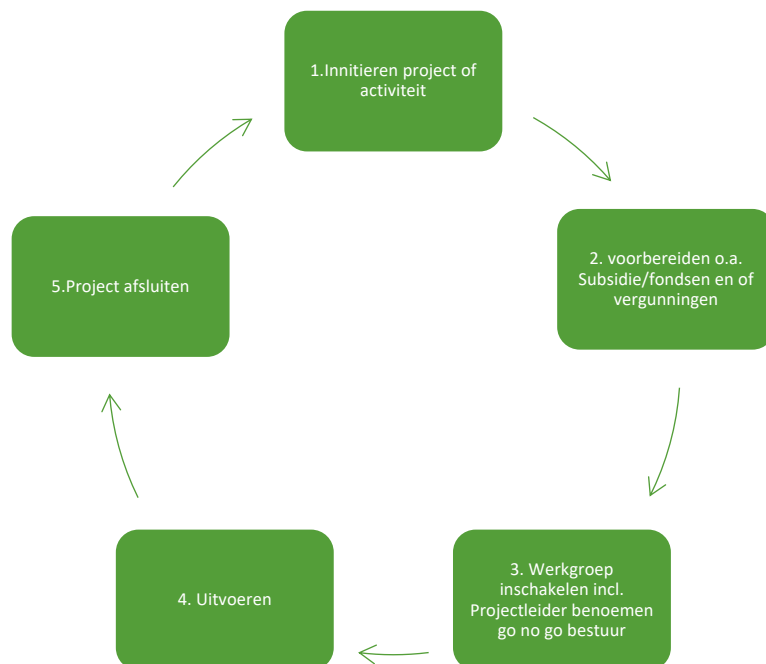 1.Innitieren project of
activiteit
2. voorbereiden o.a.
Subsidie/fondsen en of
vergunningen
3. Werkgroep
inschakelen incl.
Projectleider benoemen
go no go bestuur
4. Uitvoeren
5.Project afsluiten